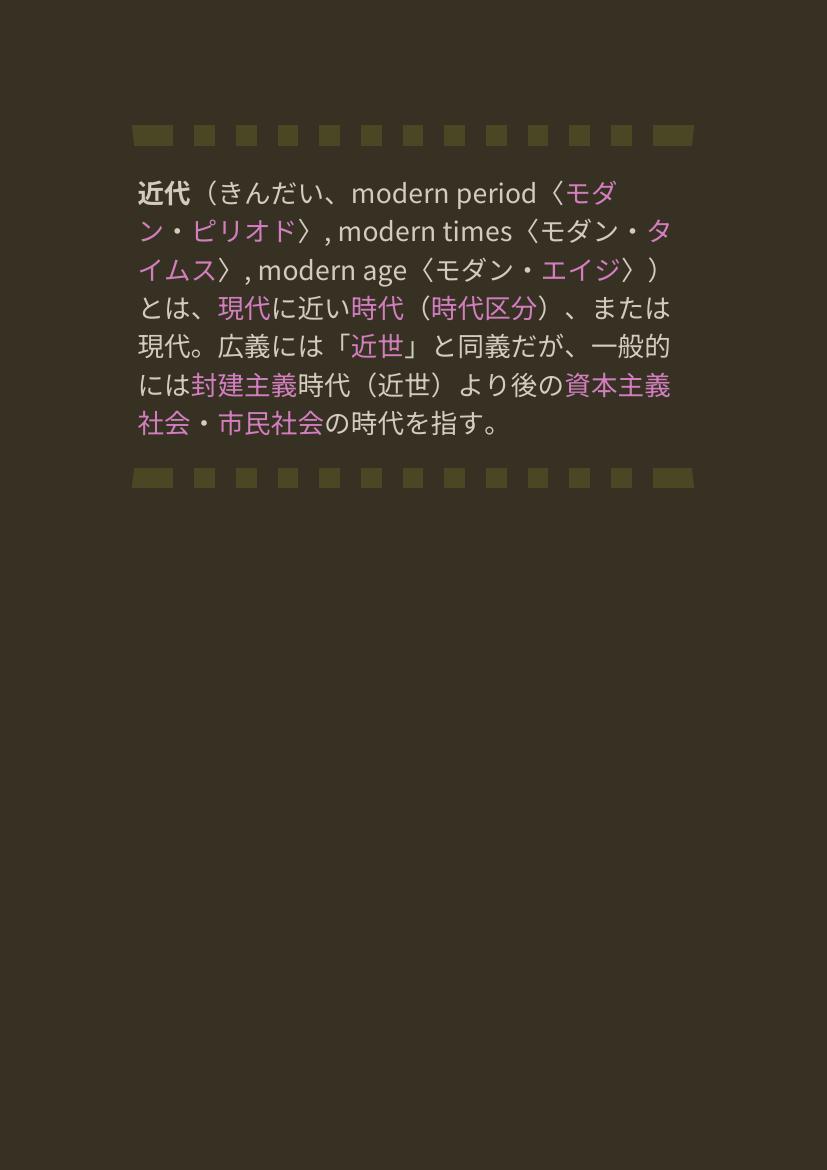 近代（きんだい、modern period〈モダ
ン・ピリオド〉, modern times〈モダン・タ
イムス〉, modern age〈モダン・エイジ〉）
とは、現代に近い時代（時代区分）、または
現代。広義には「近世」と同義だが、一般的
には封建主義時代（近世）より後の資本主義
社会・市民社会の時代を指す。